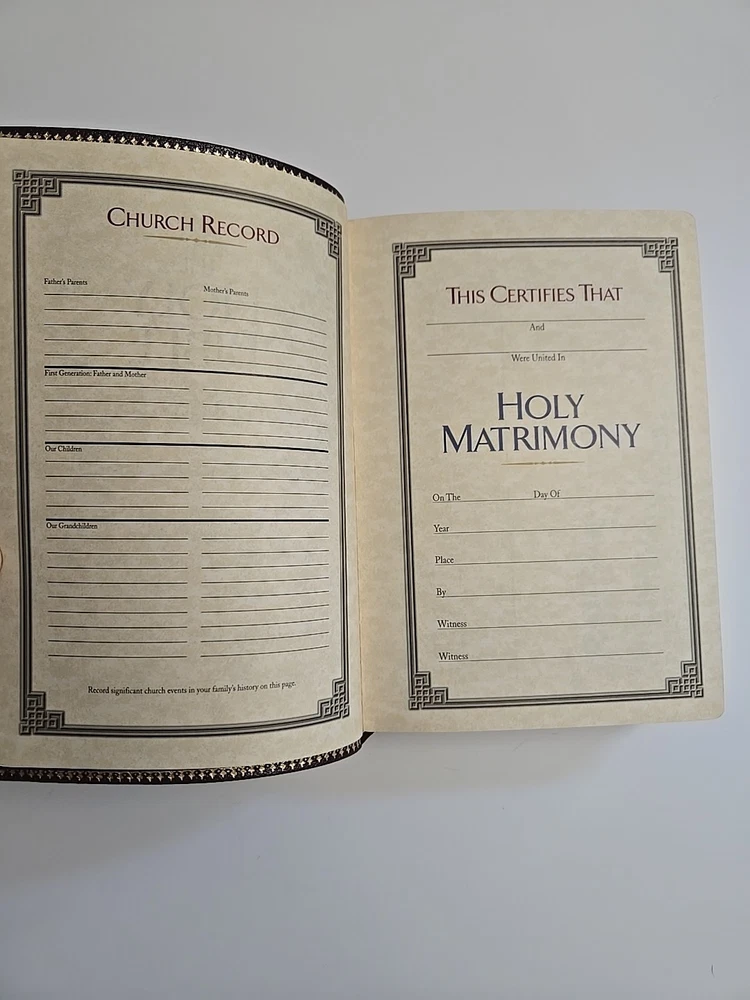 CHURCH RECORD
Father's Parents
Mother's Parents
First Generation: Father and Mother
Our Children
Our Grandchildren
Record significant church events in your family's history on this page.
THIS CERTIFIES THAT
And
Were United In
HOLY
MATRIMONY
On The Day Of
Year
Place
By
Witness
Witness